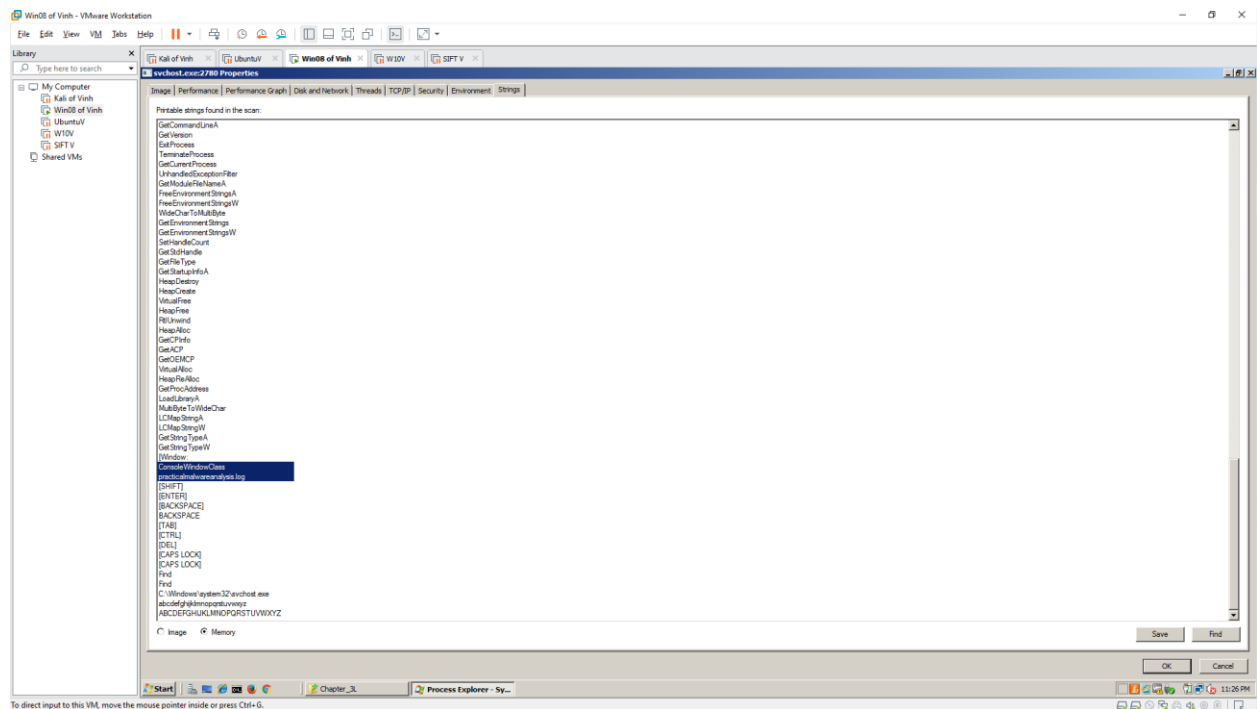 Win08 of Vinh - VMware Workstation
File Edit View VM Tabs Help
Library
Type here to search
My Computer
Kali of Vinh
Win08 of Vinh
UbuntuV
W10V
SIFT V
Shared VMs
Kali of Vinh UbuntuV Win08 of Vinh W10V SIFT V
svchost.exe:2780 Properties
Image Performance Performance Graph Disk and Network Threads TCP/IP Security Environment Strings
Printable strings found in the scan:
GetCommandLineA
GetVersion
ExitProcess
TerminateProcess
GetCurrentProcess
UnhandledExceptionFilter
GetModuleFileNameA
FreeEnvironmentStringsA
FreeEnvironmentStringsW
WideCharToMultiByte
GetEnvironmentStrings
GetEnvironmentStringsW
SetHandleCount
GetStdHandle
GetFileType
GetStartupInfoA
HeapDestroy
HeapCreate
VirtualFree
HeapFree
RtlUnwind
HeapAlloc
GetCPInfo
GetACP
GetOEMCP
VirtualAlloc
HeapReAlloc
GetProcAddress
LoadLibraryA
MultiByteToWideChar
LCMapStringA
LCMapStringW
GetStringTypeA
GetStringTypeW
[Window:
ConsoleWindowClass
practicalmalwareanalysis.log
[SHIFT]
[ENTER]
[BACKSPACE]
BACKSPACE
[TAB]
[CTRL]
[DEL]
[CAPS LOCK]
[CAPS LOCK]
Find
Find
C:\Windows\system32\svchost.exe
abcdefghijklmnopqrstuvwxyz
ABCDEFGHIJKLMNOPQRSTUVWXYZ
Image Memory
Save Find
OK Cancel
Start Chapter_3L Process Explorer - Sy... 11:26 PM
To direct input to this VM, move the mouse pointer inside or press Ctrl+G.